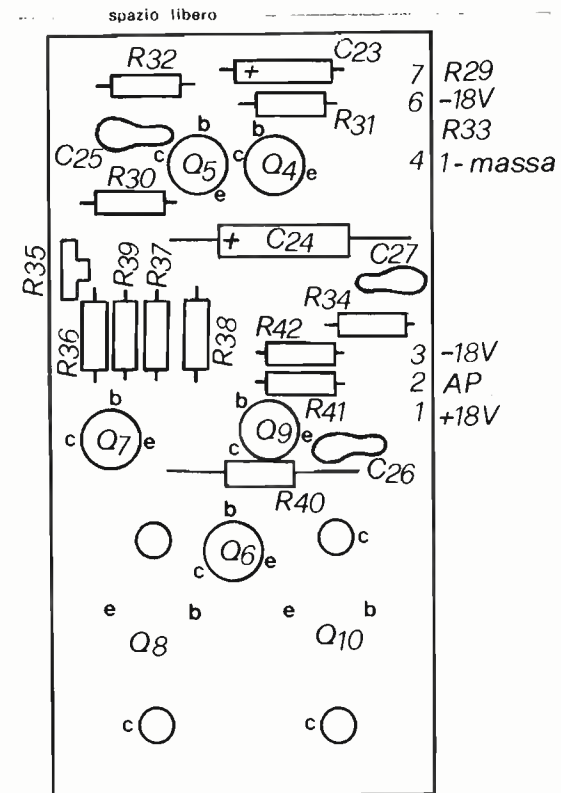 spazio libero
R32
C23
7 R29
6 -18V
R31
R33
C25
b
b
c
Q5
c
Q4
e
4 1-massa
e
R30
+ C24
C27
R35
R39
R37
R34
R36
R38
R42
3 -18V
2 AP
R41
1 +18V
b
b
c
Q7
e
Q9
e
c
C26
R40
b
c
Q6
e
c
e
b
e
b
Q8
Q10
c
c
+